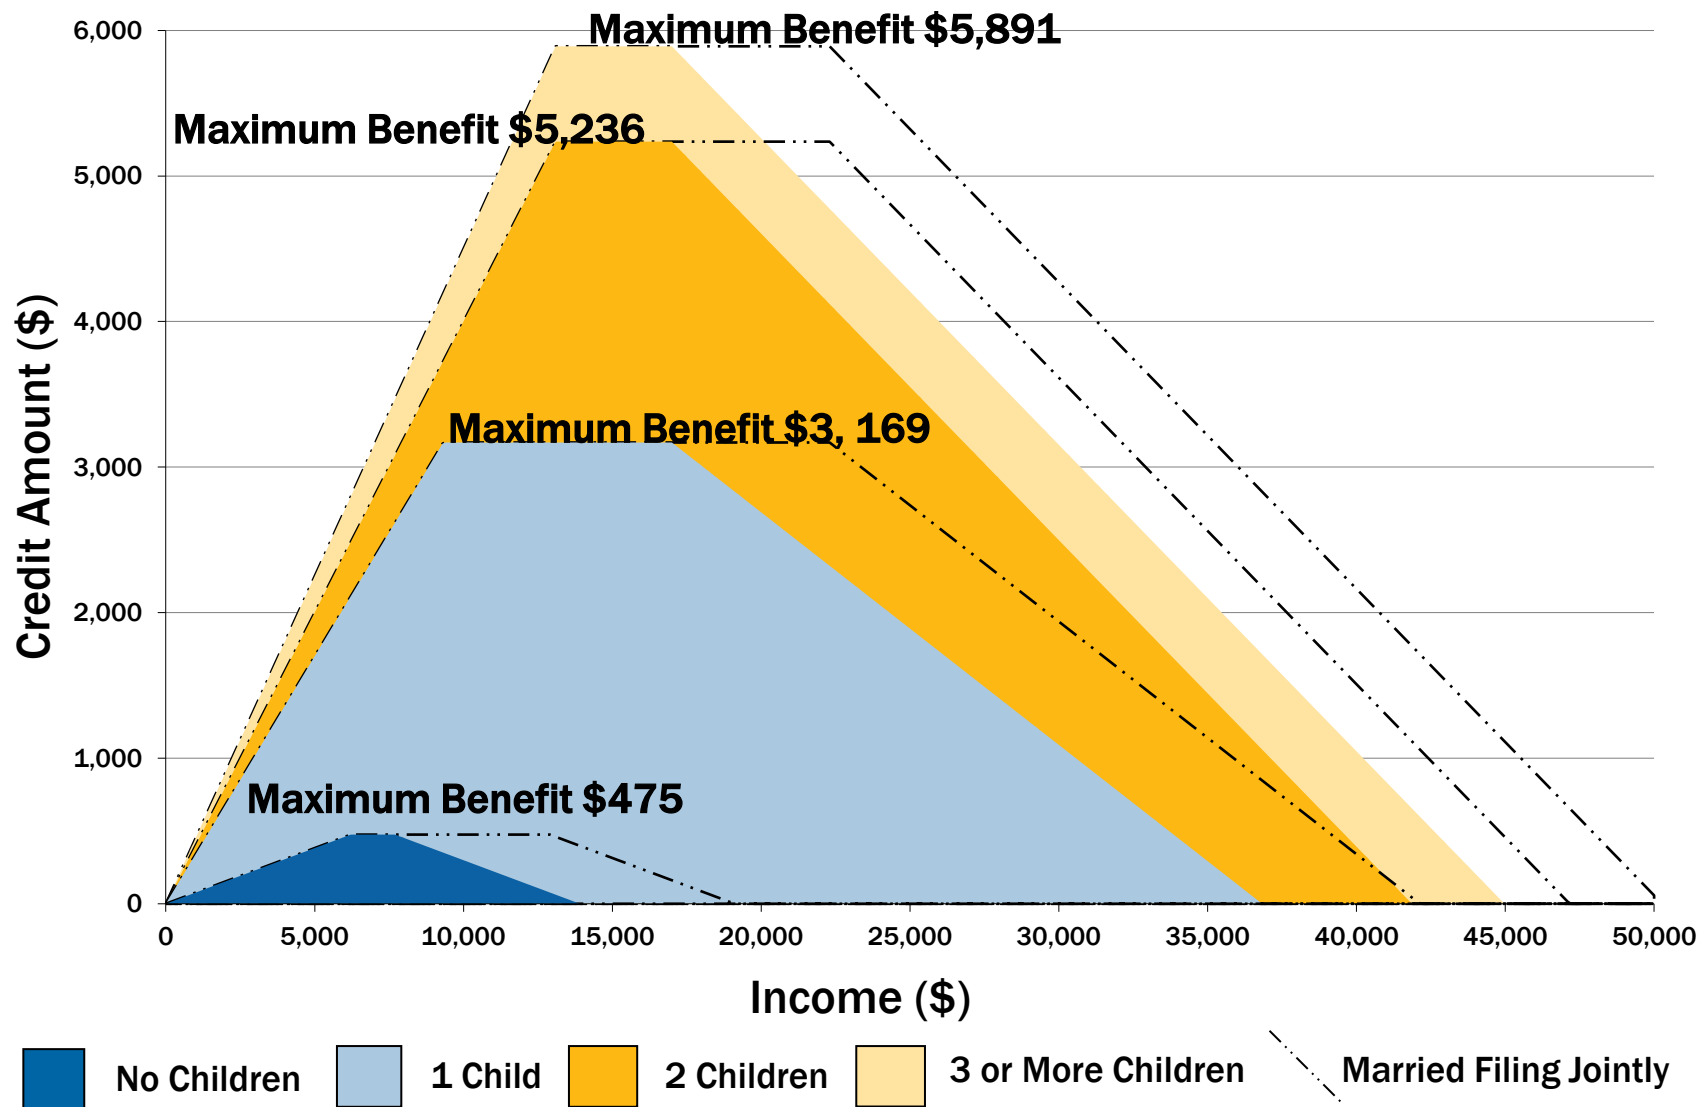 Maximum Benefit $5,891
6,000
Maximum Benefit $5,236
5,000
4,000
Maximum Benefit $3, 169
3,000
2,000
1,000
Maximum Benefit $475
0
Credit Amount ($)
0 5,000 10,000 15,000 20,000 25,000 30,000 35,000 40,000 45,000 50,000
Income ($)
No Children 1 Child 2 Children 3 or More Children Married Filing Jointly